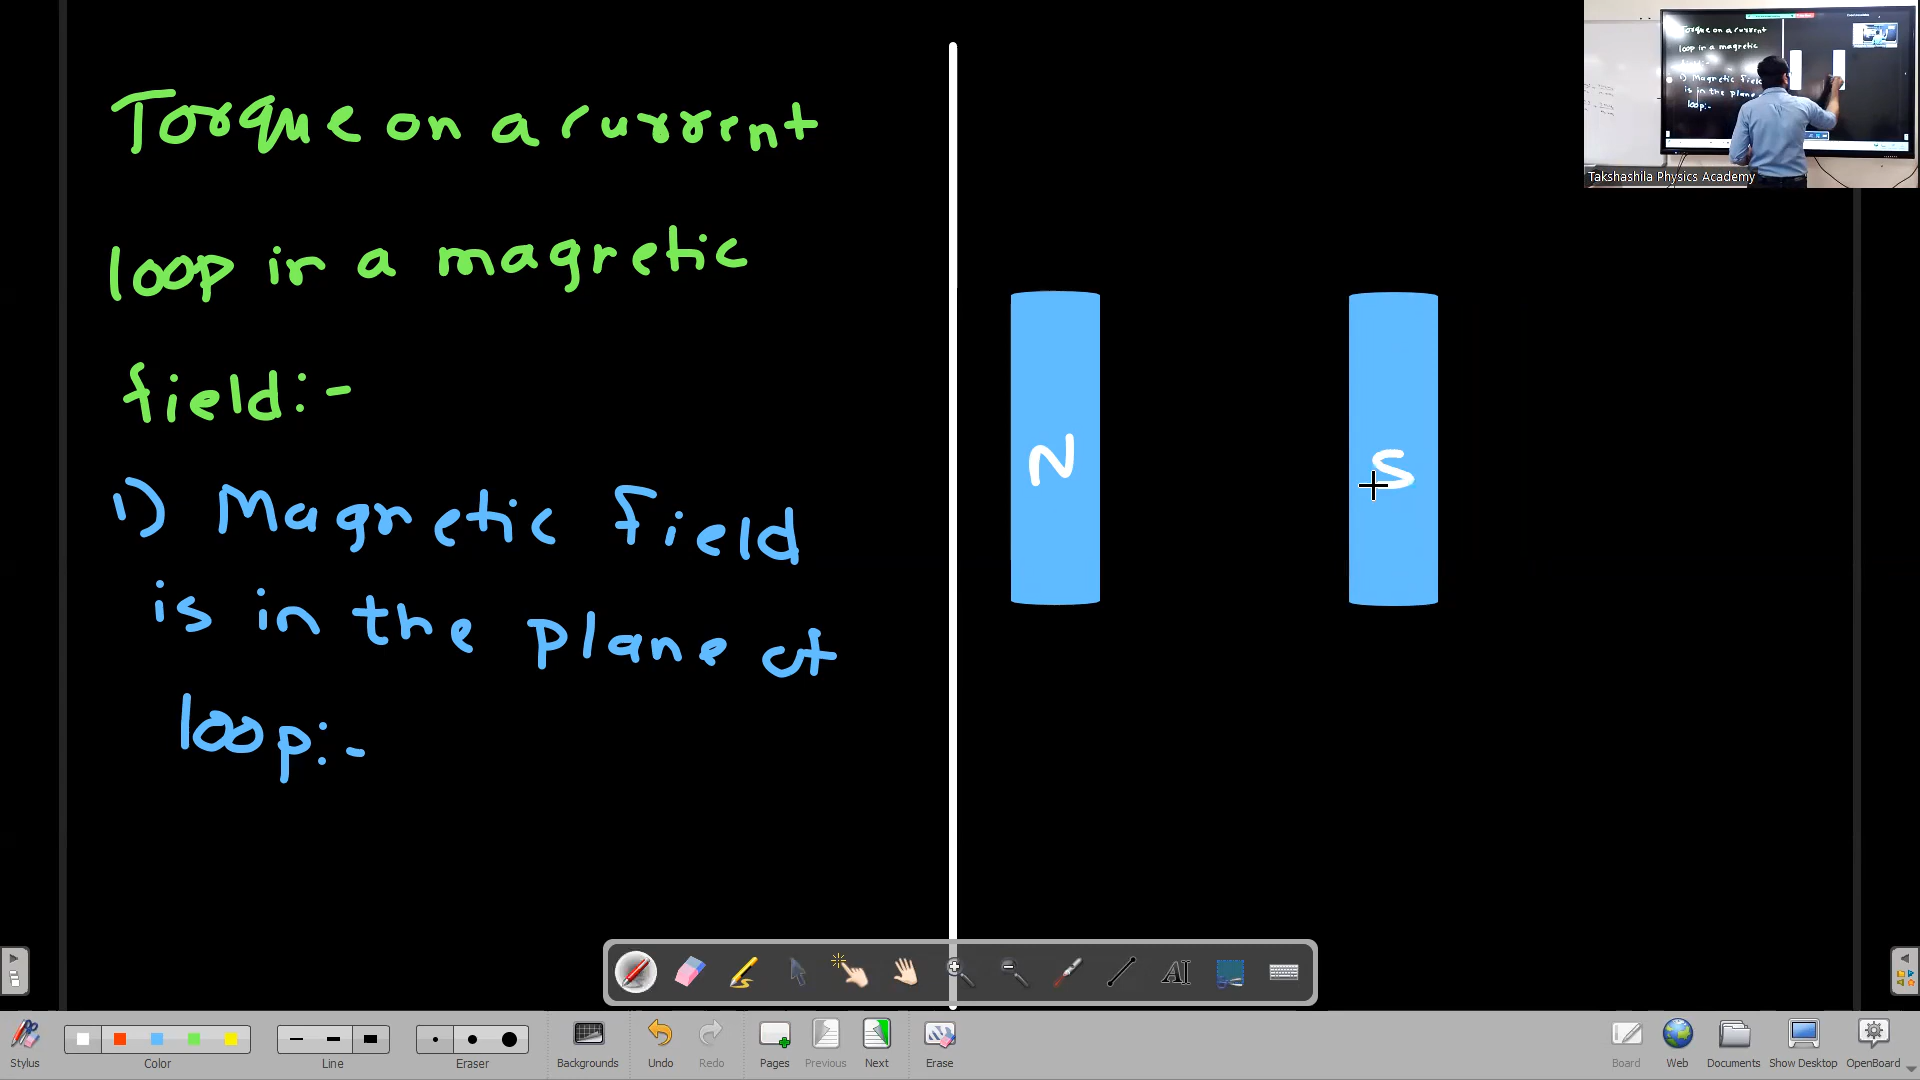 Torque on a current
loop in a magnetic
field:-
1) Magnetic field
is in the plane of
loop:-
N
S
Takshashila Physics Academy
Stylus
Color
Line
Eraser
Backgrounds
Undo
Redo
Pages
Previous
Next
Erase
Board
Web
Documents
Show Desktop
OpenBoard
AI